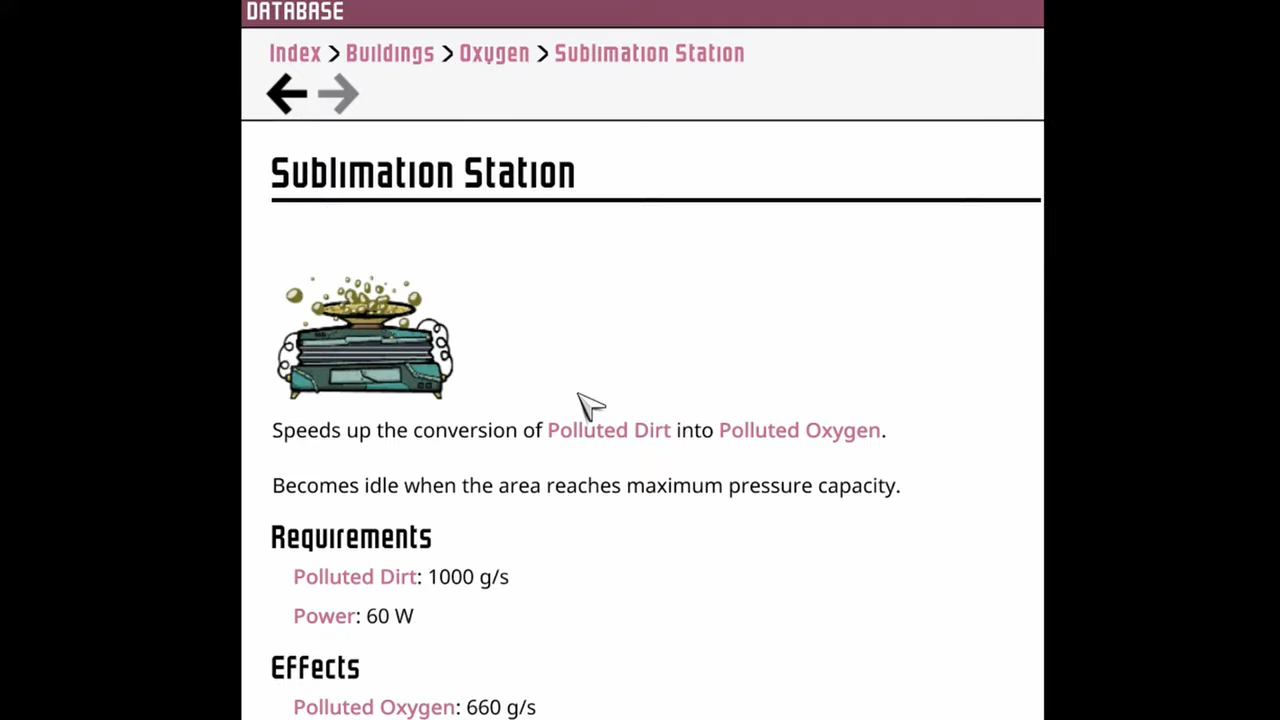 DATABASE
Index > Buildings > Oxygen > Sublimation Station
Sublimation Station
Speeds up the conversion of Polluted Dirt into Polluted Oxygen.
Becomes idle when the area reaches maximum pressure capacity.
Requirements
Polluted Dirt: 1000 g/s
Power: 60 W
Effects
Polluted Oxygen: 660 g/s